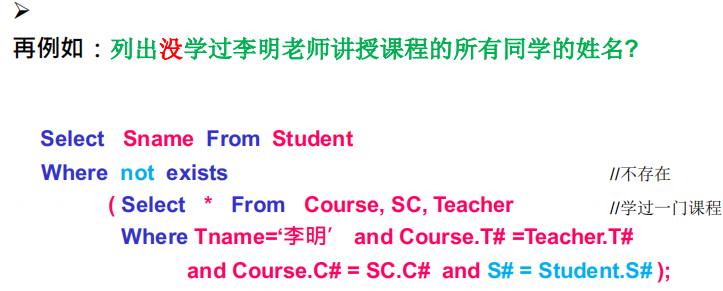 ➢
再例如：列出没学过李明老师讲授课程的所有同学的姓名?
Select Sname From Student
Where not exists //不存在
( Select * From Course, SC, Teacher //学过一门课程
Where Tname=‘李明’ and Course.T# =Teacher.T#
and Course.C# = SC.C# and S# = Student.S# );